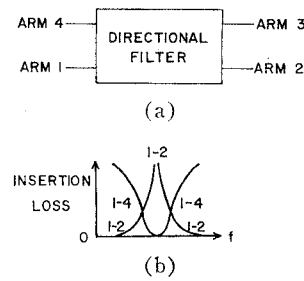 ARM 4
ARM 3
DIRECTIONAL
FILTER
ARM 1
ARM 2
(a)
1-2
INSERTION
LOSS
1-4
1-4
1-2
1-2
0
f
(b)